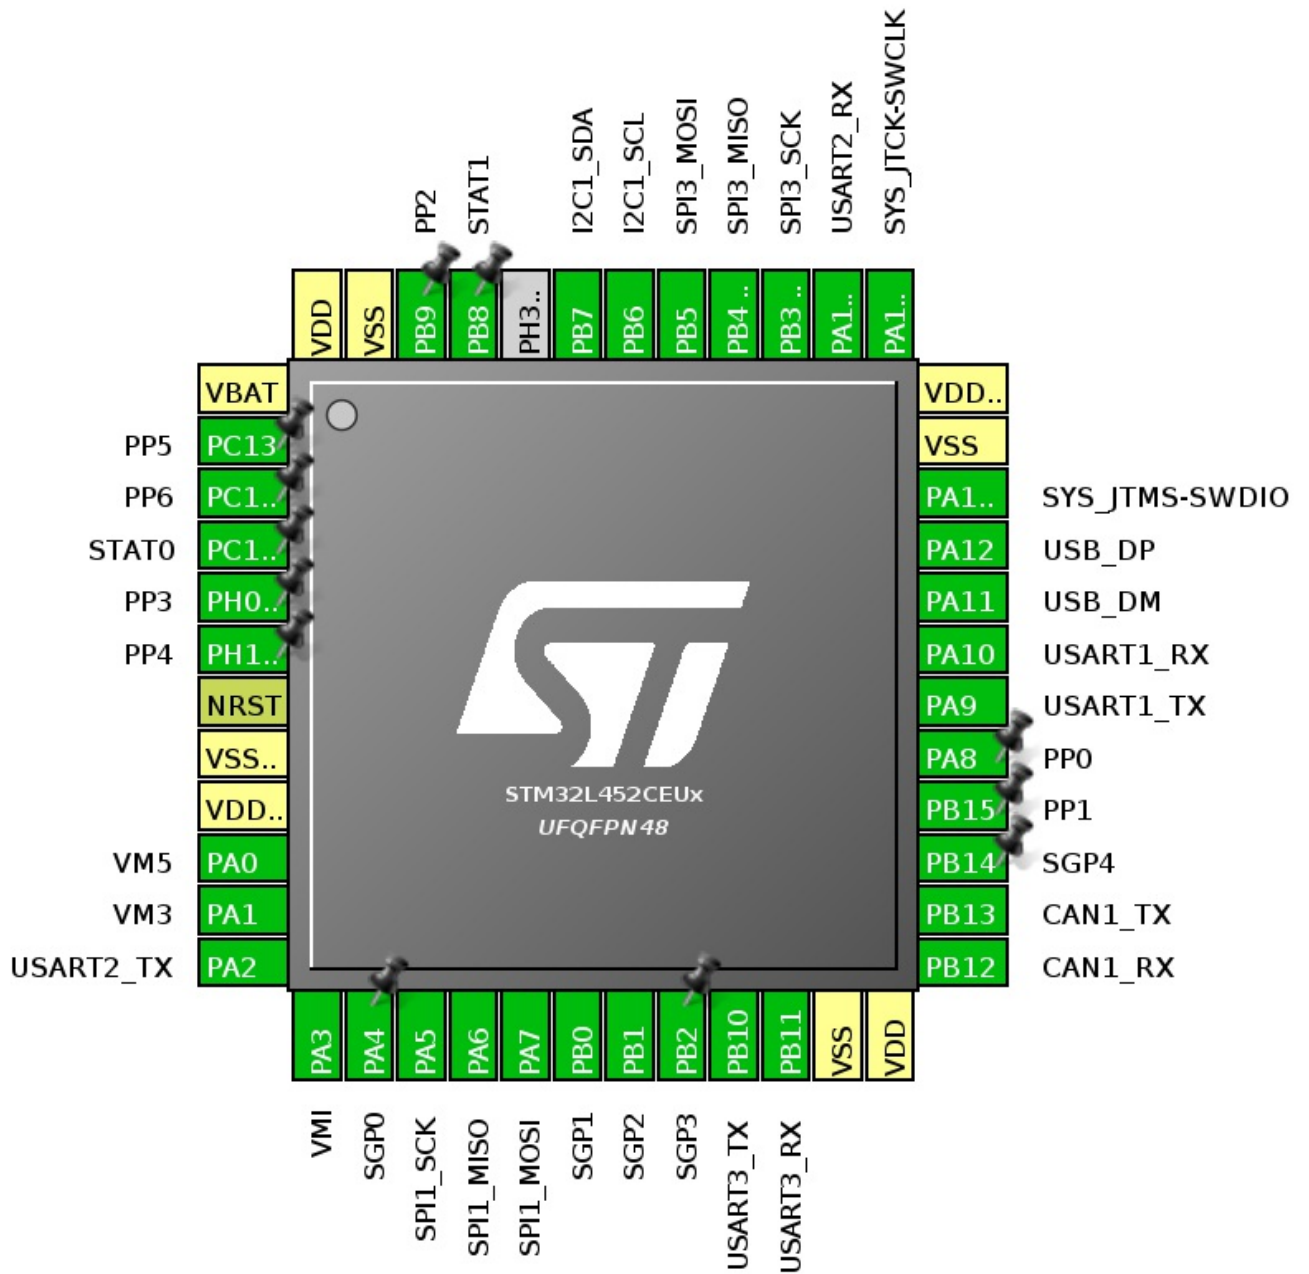 PP2
STAT1
I2C1_SDA
I2C1_SCL
SPI3_MOSI
SPI3_MISO
SPI3_SCK
USART2_RX
SYS_JTCK-SWCLK
VDD
VSS
PB9
PB8
PH3..
PB7
PB6
PB5
PB4 ..
PB3 ..
PA1..
PA1..
VBAT
PP5 PC13
PP6 PC1..
STAT0 PC1..
PP3 PH0..
PP4 PH1..
NRST
VSS..
VDD..
VM5 PA0
VM3 PA1
USART2_TX PA2
ST
STM32L452CEUx
UFQFPN48
VDD..
VSS
PA1.. SYS_JTMS-SWDIO
PA12 USB_DP
PA11 USB_DM
PA10 USART1_RX
PA9 USART1_TX
PA8 PP0
PB15 PP1
PB14 SGP4
PB13 CAN1_TX
PB12 CAN1_RX
PA3
PA4
PA5
PA6
PA7
PB0
PB1
PB2
PB10
PB11
VSS
VDD
VMI
SGP0
SPI1_SCK
SPI1_MISO
SPI1_MOSI
SGP1
SGP2
SGP3
USART3_TX
USART3_RX